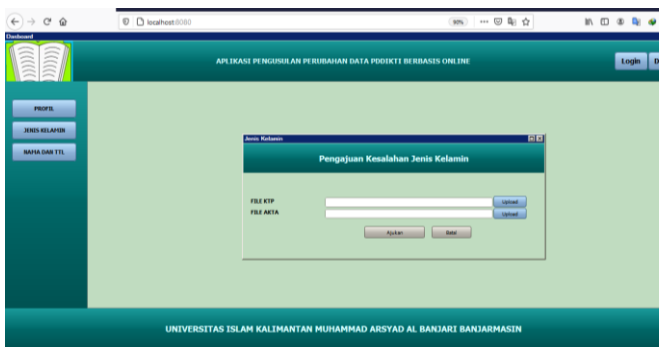 localhost:8080
90%
Dashboard
APLIKASI PENGUSULAN PERUBAHAN DATA PDDIKTI BERBASIS ONLINE
Login D
PROFIL
JENIS KELAMIN
NAMA DAN TTL
Jenis Kelamin
Pengajuan Kesalahan Jenis Kelamin
FILE KTP
Upload
FILE AKTA
Upload
Ajukan
Batal
UNIVERSITAS ISLAM KALIMANTAN MUHAMMAD ARSYAD AL BANJARI BANJARMASIN